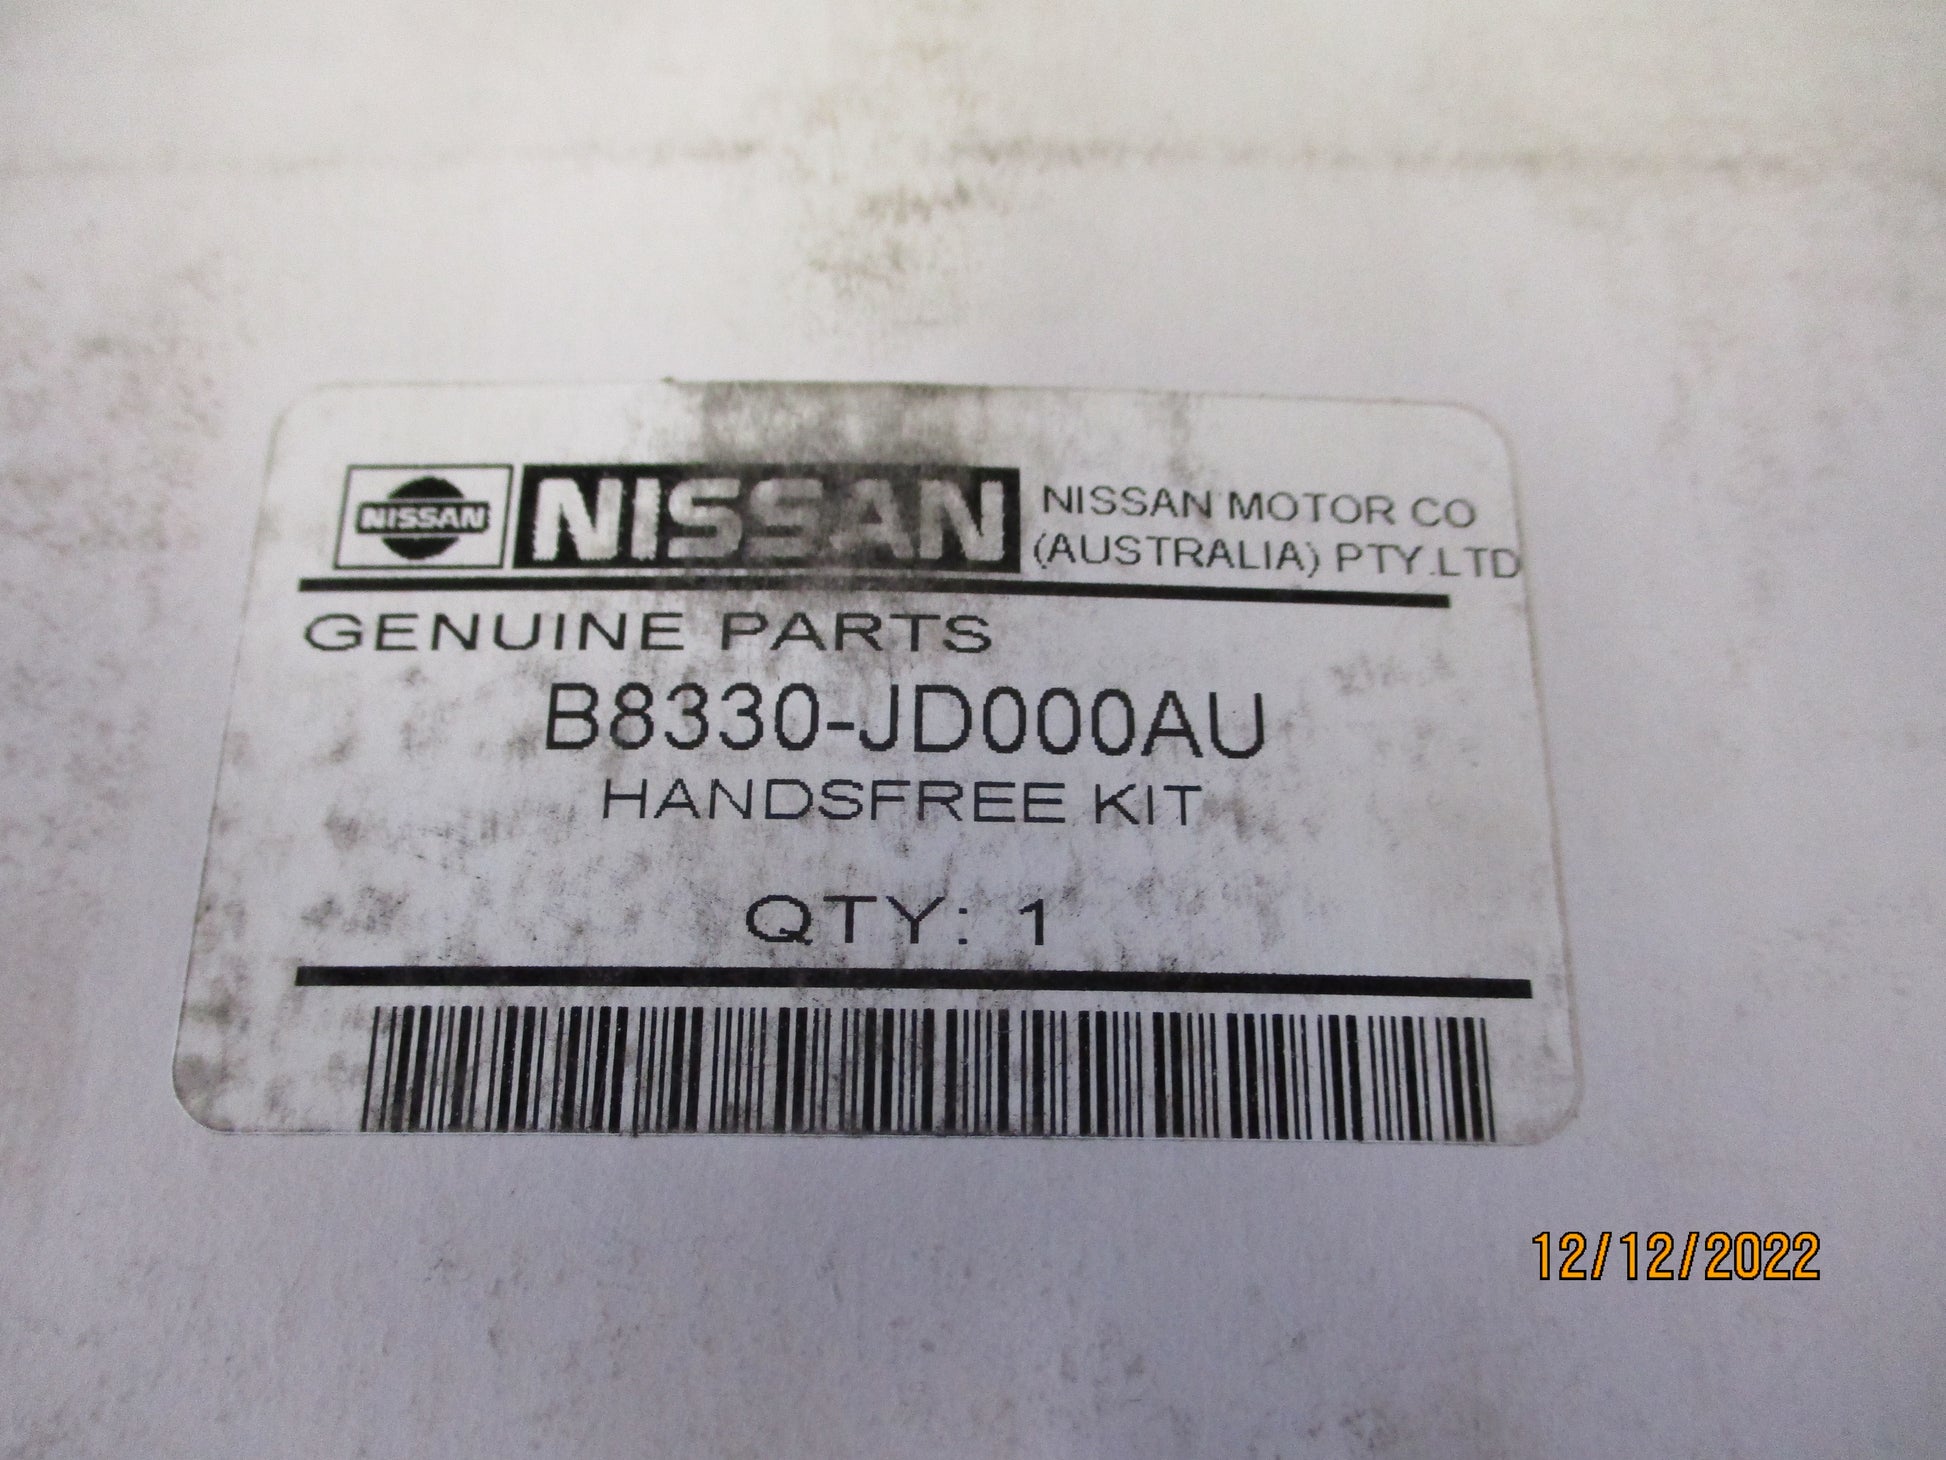 NISSAN
NISSAN
NISSAN MOTOR CO
(AUSTRALIA) PTY.LTD
GENUINE PARTS
B8330-JD000AU
HANDSFREE KIT
QTY: 1
12/12/2022